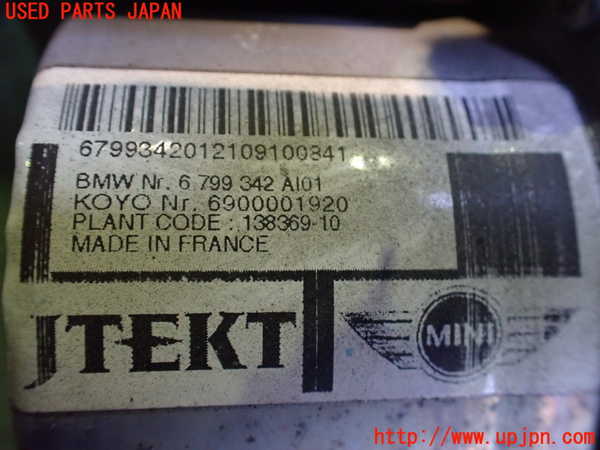 USED PARTS JAPAN
6799342012109100841
BMW Nr. 6 799 342 AI01
KOYO Nr. 6900001920
PLANT CODE : 138369-10
MADE IN FRANCE
JTEKT
MINI
http://www.upjpn.com/